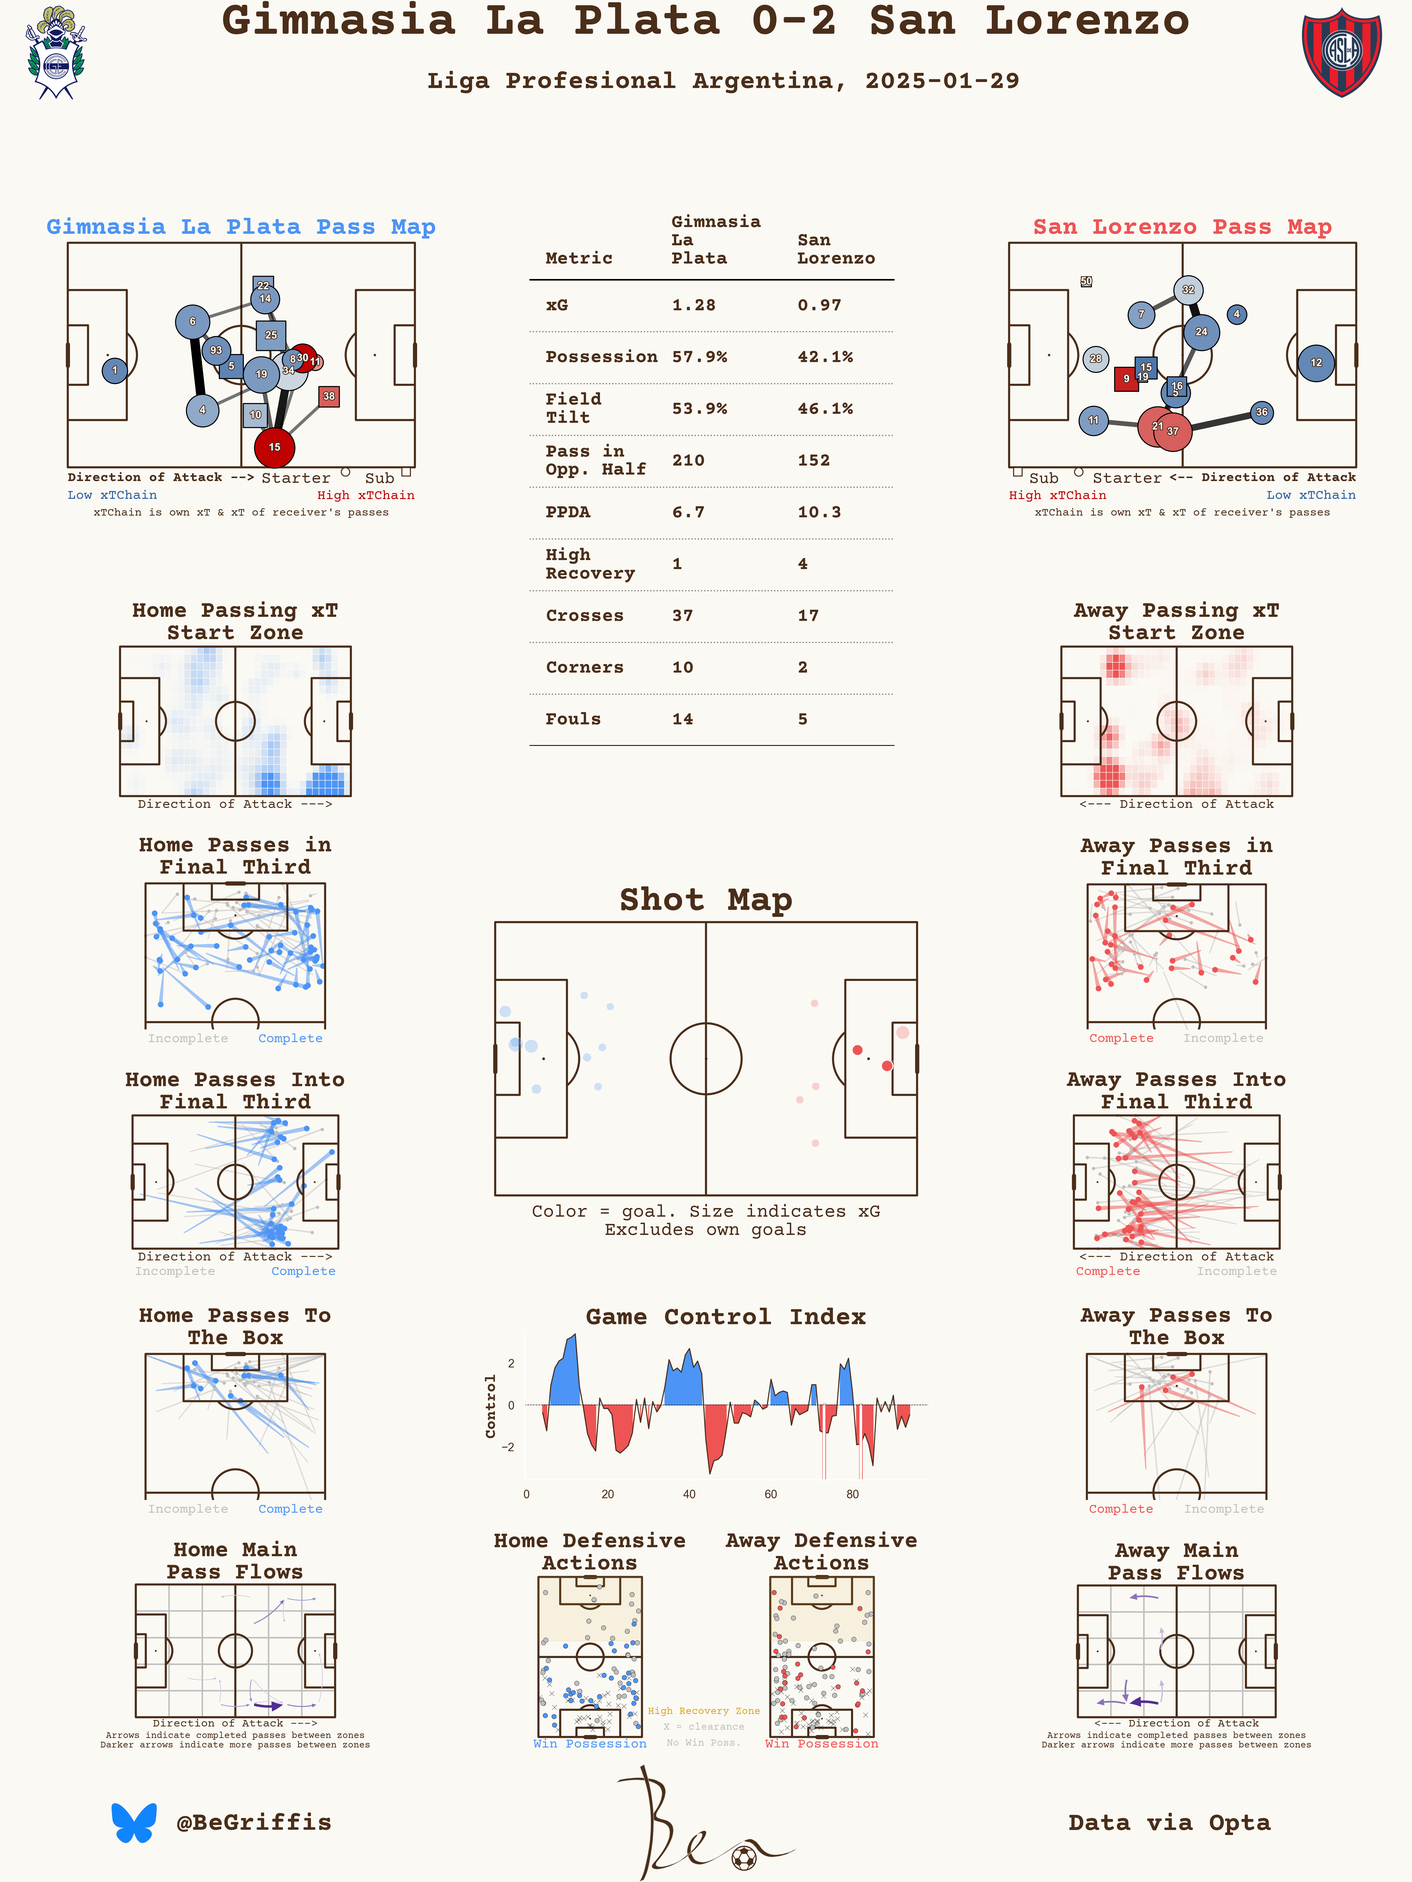 Gimnasia La Plata 0-2 San Lorenzo
Liga Profesional Argentina, 2025-01-29
Gimnasia La Plata Pass Map
22
14
6
25
93
5
8
30
11
34
1
19
38
4
10
15
Direction of Attack --> Starter Sub
Low xTChain High xTChain
xTChain is own xT & xT of receiver's passes
Metric Gimnasia La Plata San Lorenzo
xG 1.28 0.97
Possession 57.9% 42.1%
Field Tilt 53.9% 46.1%
Pass in Opp. Half 210 152
PPDA 6.7 10.3
High Recovery 1 4
Crosses 37 17
Corners 10 2
Fouls 14 5
San Lorenzo Pass Map
50
32
7
4
24
28
12
15
9
19
16
5
36
11
21
37
Sub Starter <-- Direction of Attack
High xTChain Low xTChain
xTChain is own xT & xT of receiver's passes
Home Passing xT
Start Zone
Direction of Attack --->
Away Passing xT
Start Zone
<--- Direction of Attack
Home Passes in
Final Third
Incomplete Complete
Away Passes in
Final Third
Complete Incomplete
Shot Map
Color = goal. Size indicates xG
Excludes own goals
Home Passes Into
Final Third
Direction of Attack --->
Incomplete Complete
Away Passes Into
Final Third
<--- Direction of Attack
Complete Incomplete
Home Passes To
The Box
Incomplete Complete
Game Control Index
Control
2
0
−2
0 20 40 60 80
Away Passes To
The Box
Complete Incomplete
Home Main
Pass Flows
Direction of Attack --->
Arrows indicate completed passes between zones
Darker arrows indicate more passes between zones
Home Defensive
Actions
Win Possession
Away Defensive
Actions
Win Possession
High Recovery Zone
X = clearance
No Win Poss.
Away Main
Pass Flows
<--- Direction of Attack
Arrows indicate completed passes between zones
Darker arrows indicate more passes between zones
@BeGriffis
Ben
Data via Opta